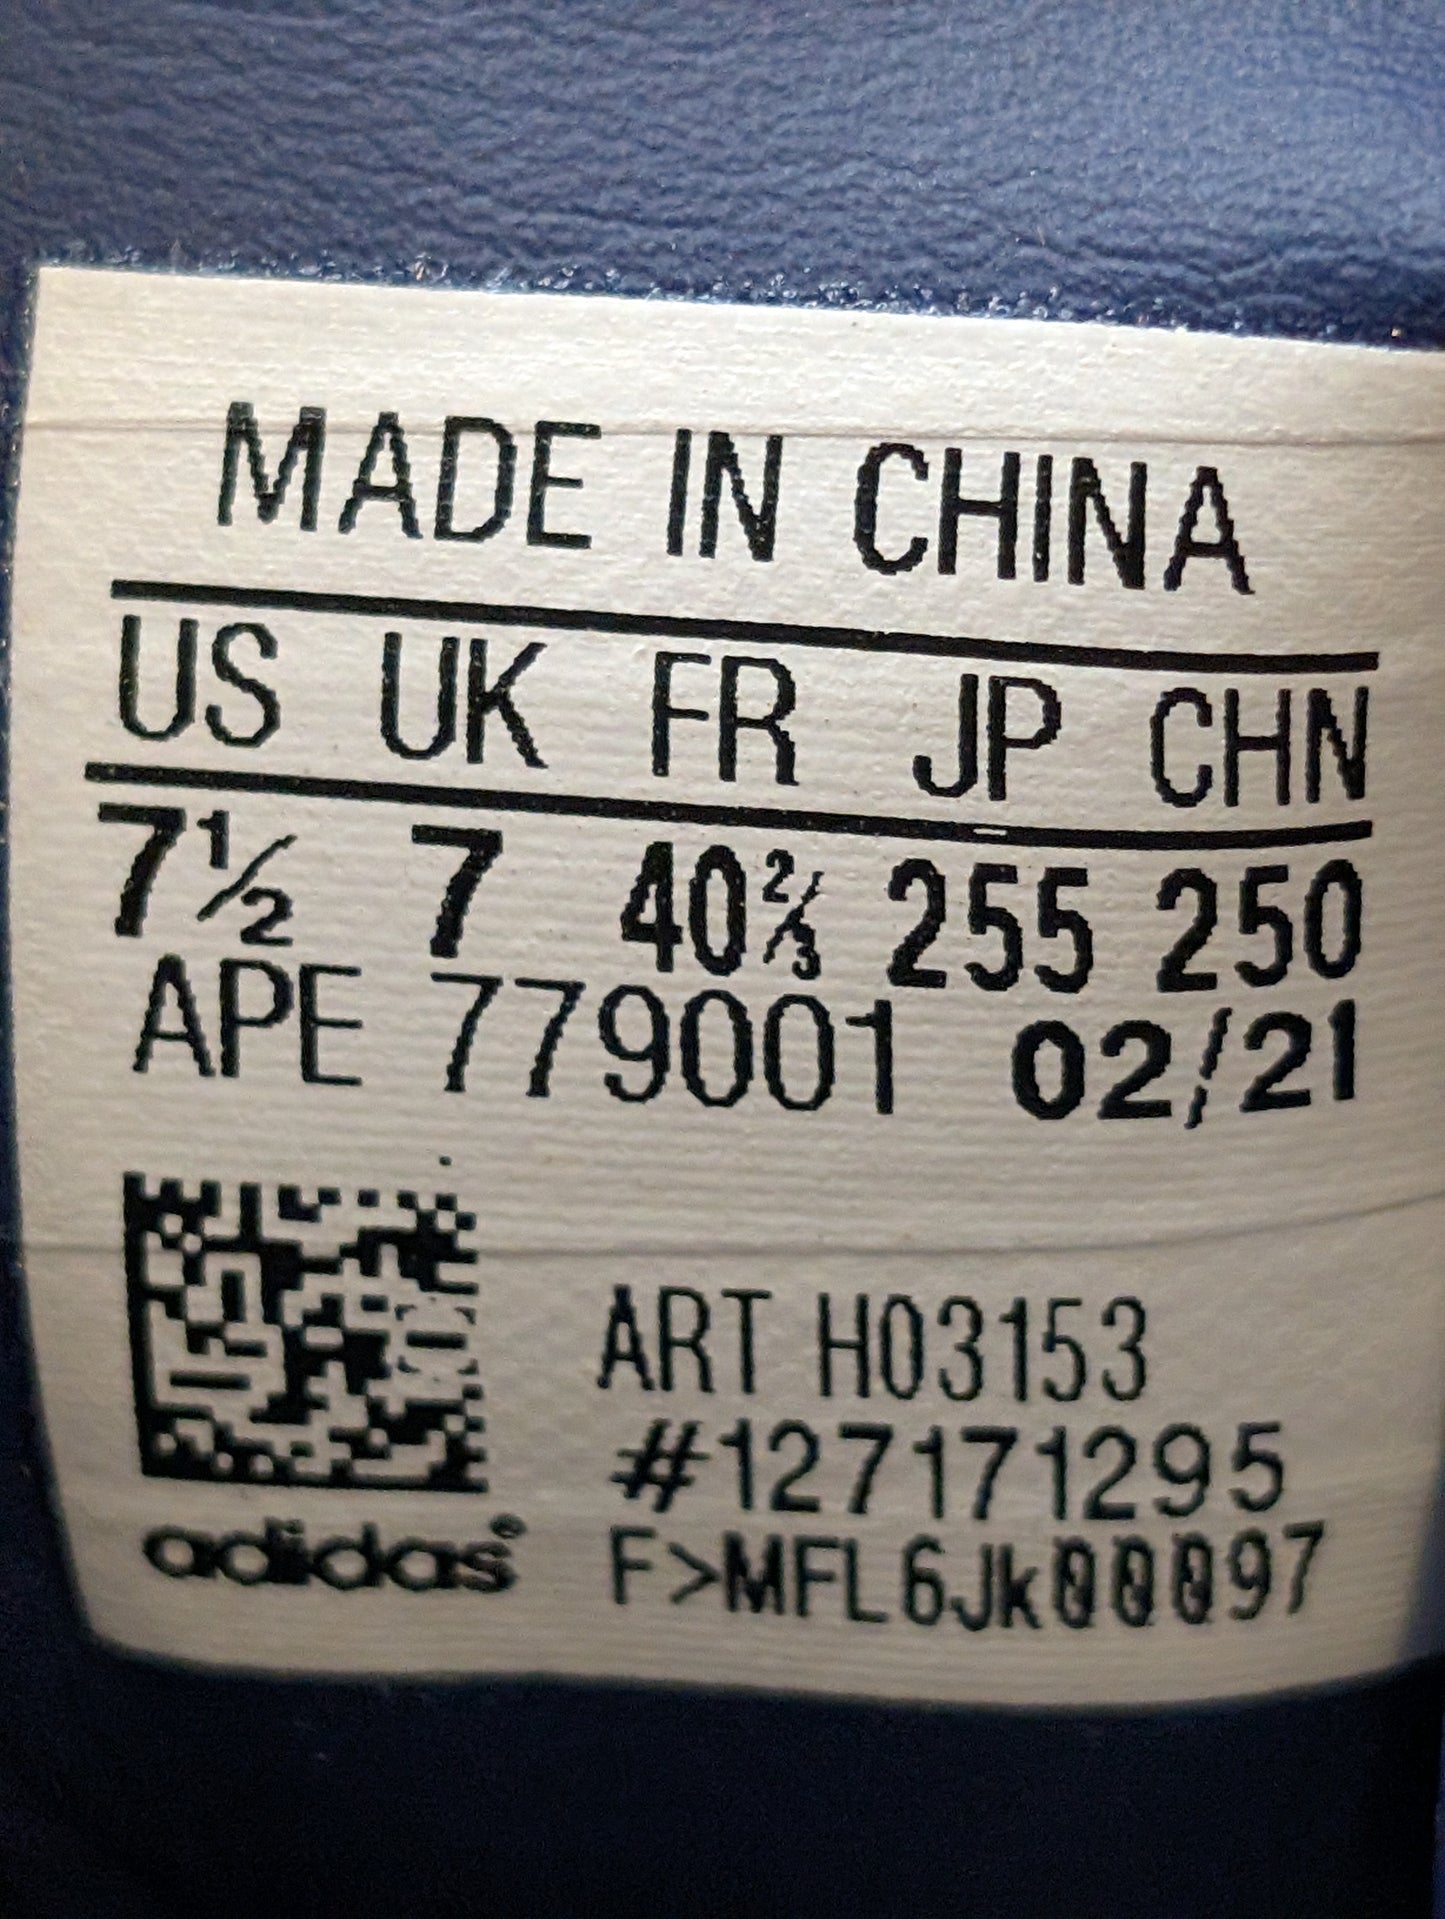 MADE IN CHINA
US UK FR JP CHN
7½ 7 40⅔ 255 250
APE 779001 02/21
ART H03153
#127171295
adidas®
F>MFL6Jk00097